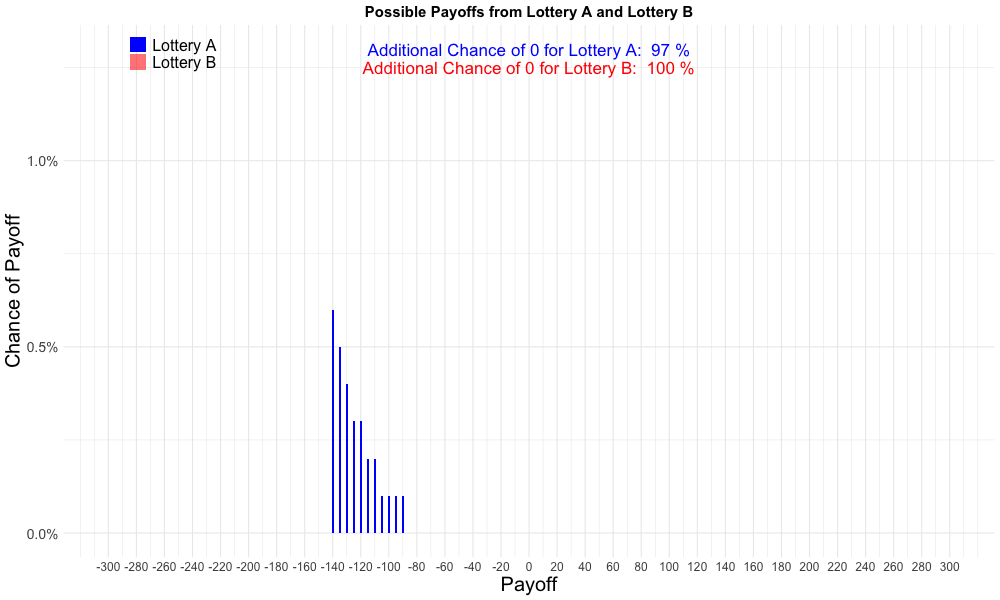 Possible Payoffs from Lottery A and Lottery B
Lottery A
Lottery B
Additional Chance of 0 for Lottery A:  97 %
Additional Chance of 0 for Lottery B:  100 %
Chance of Payoff
1.0%
0.5%
0.0%
-300 -280 -260 -240 -220 -200 -180 -160 -140 -120 -100 -80 -60 -40 -20 0 20 40 60 80 100 120 140 160 180 200 220 240 260 280 300
Payoff